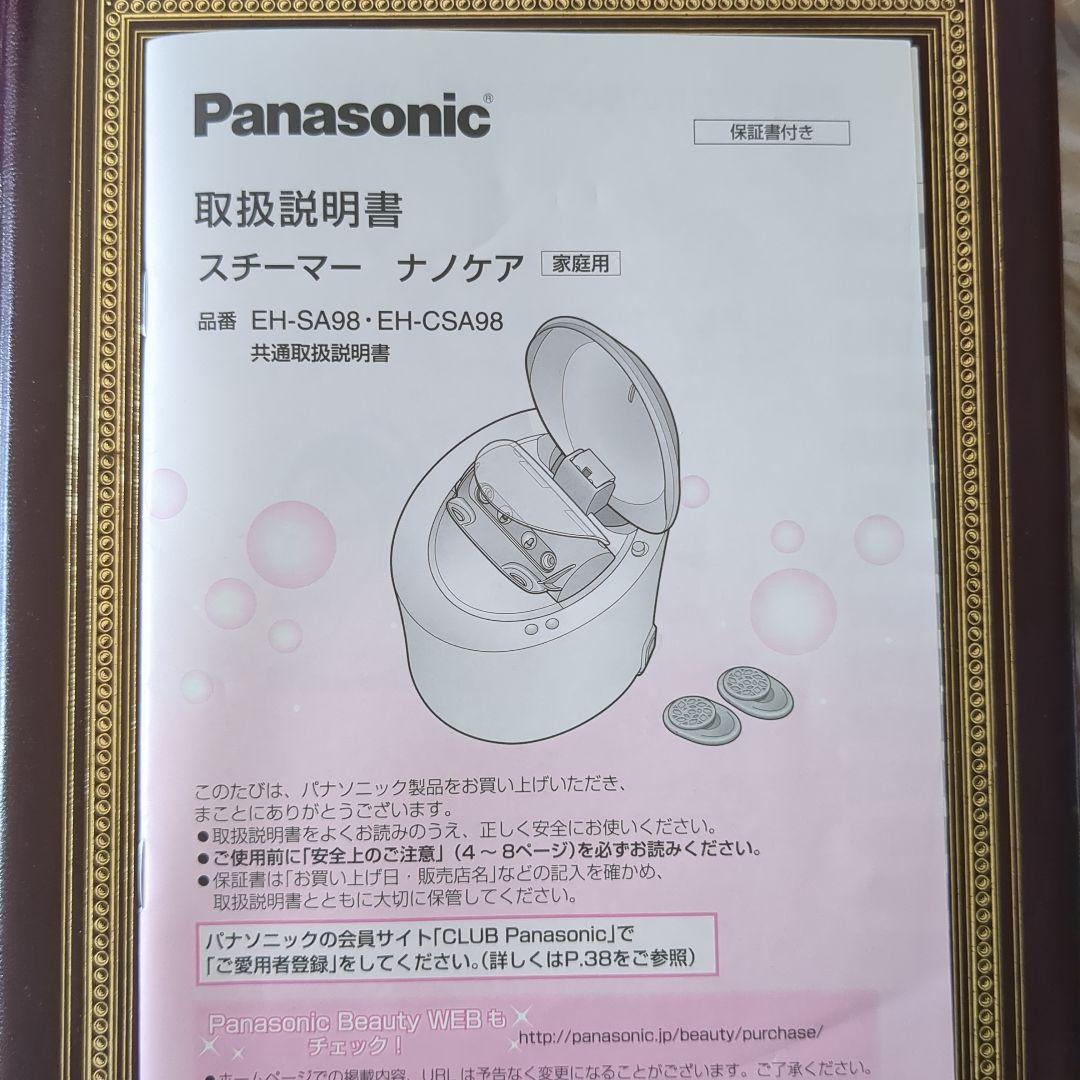 Panasonic®
保証書付き
取扱説明書
スチーマー ナノケア 家庭用
品番 EH-SA98・EH-CSA98
共通取扱説明書
このたびは、パナソニック製品をお買い上げいただき、
まことにありがとうございます。
●取扱説明書をよくお読みのうえ、正しく安全にお使いください。
●ご使用前に「安全上のご注意」(4～8ページ)を必ずお読みください。
●保証書は「お買い上げ日・販売店名」などの記入を確かめ、
取扱説明書とともに大切に保管してください。
パナソニックの会員サイト「CLUB Panasonic」で
「ご愛用者登録」をしてください。(詳しくはP.38をご参照)
Panasonic Beauty WEBも
チェック!
http://panasonic.jp/beauty/purchase/
●ホームページでの掲載内容、URLは予告なく変更になることがございます。ご了承ください。